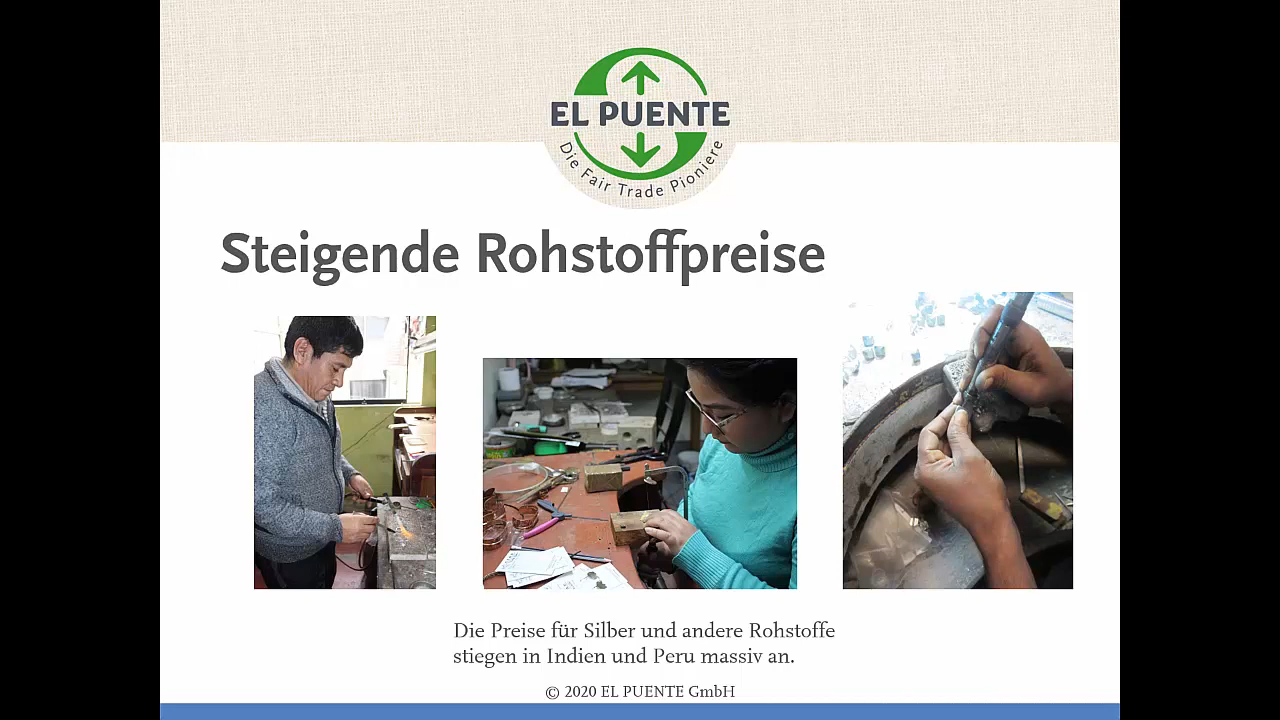 EL PUENTE
Die Fair Trade Pioniere
Steigende Rohstoffpreise
Die Preise für Silber und andere Rohstoffe
stiegen in Indien und Peru massiv an.
© 2020 EL PUENTE GmbH